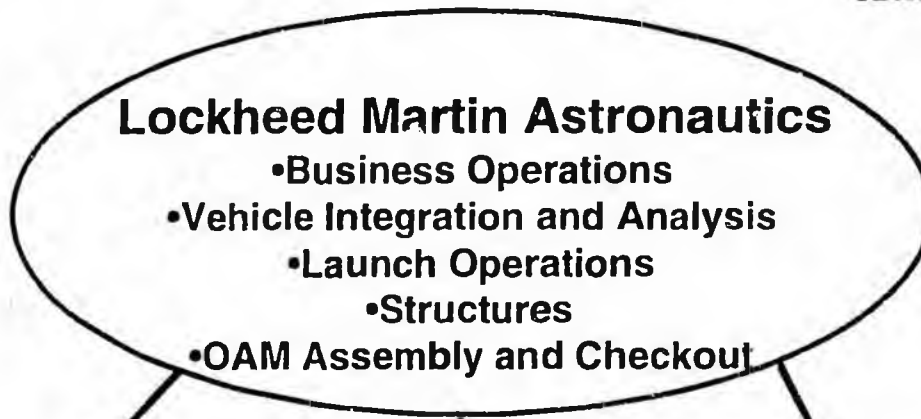 Lockheed Martin Astronautics
•Business Operations
•Vehicle Integration and Analysis
•Launch Operations
•Structures
•OAM Assembly and Checkout